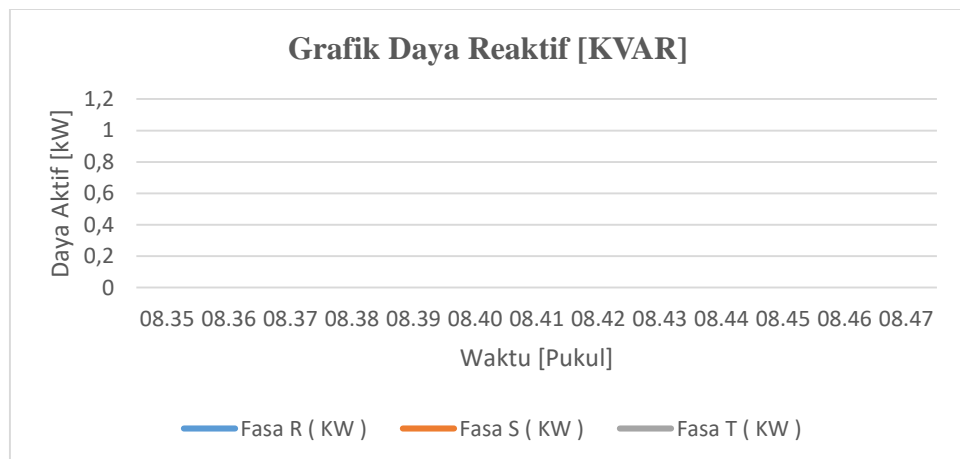 Grafik Daya Reaktif [KVAR]
Daya Aktif [kW]
1,2
1
0,8
0,6
0,4
0,2
0
08.35 08.36 08.37 08.38 08.39 08.40 08.41 08.42 08.43 08.44 08.45 08.46 08.47
Waktu [Pukul]
Fasa R ( KW ) Fasa S ( KW ) Fasa T ( KW )